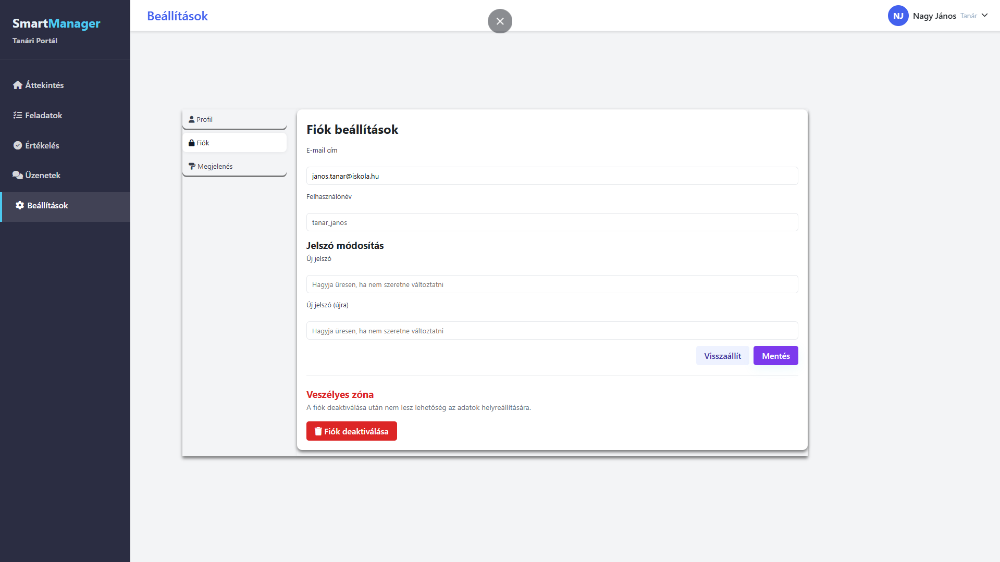 SmartManager
Tanári Portál
Áttekintés
Feladatok
Értékelés
Üzenetek
Beállítások
Beállítások
NJ Nagy János Tanár
Profil
Fiók
Megjelenés
Fiók beállítások
E-mail cím
janos.tanar@iskola.hu
Felhasználónév
tanar_janos
Jelszó módosítás
Új jelszó
Hagyja üresen, ha nem szeretne változtatni
Új jelszó (újra)
Hagyja üresen, ha nem szeretne változtatni
Visszaállít
Mentés
Veszélyes zóna
A fiók deaktiválása után nem lesz lehetőség az adatok helyreállítására.
Fiók deaktiválása